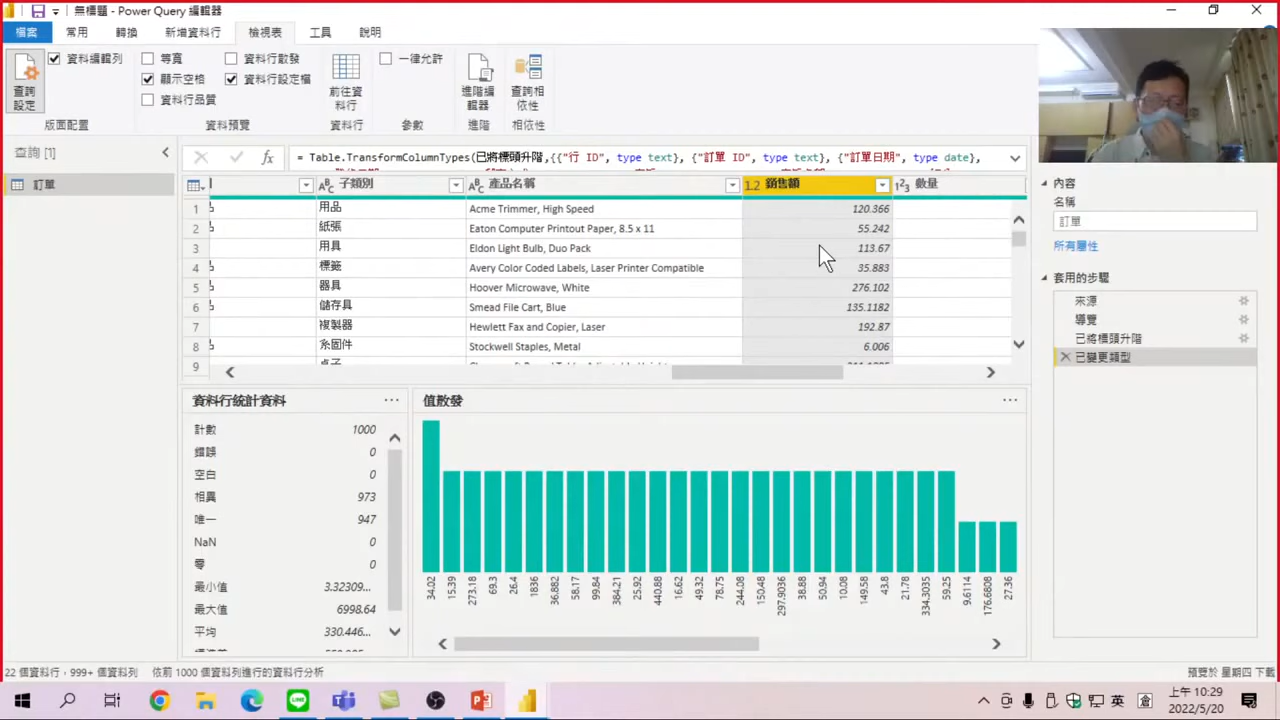 無標題 - Power Query 編輯器
檔案 常用 轉換 新增資料行 檢視表 工具 說明
查詢設定 資料編輯列 等寬 資料行散發 前往資料行 一律允許 進階編輯器 查詢相依性
顯示空格 資料行設定檔
資料行品質
版面配置 資料預覽 資料行 參數 進階 相依性
查詢 [1]
訂單
fx = Table.TransformColumnTypes(已將標頭升階,{{"行 ID", type text}, {"訂單 ID", type text}, {"訂單日期", type date},
子類別 產品名稱 1.2 銷售額 1²3 數量
1 用品 Acme Trimmer, High Speed 120.366
2 紙張 Eaton Computer Printout Paper, 8.5 x 11 55.242
3 用具 Eldon Light Bulb, Duo Pack 113.67
4 標籤 Avery Color Coded Labels, Laser Printer Compatible 35.883
5 器具 Hoover Microwave, White 276.102
6 儲存具 Smead File Cart, Blue 135.1182
7 複製器 Hewlett Fax and Copier, Laser 192.87
8 系固件 Stockwell Staples, Metal 6.006
9
資料行統計資料
計數 1000
錯誤 0
空白 0
相異 973
唯一 947
NaN 0
零 0
最小值 3.32309...
最大值 6998.64
平均 330.446...
值散發
34.02 15.39 273.18 69.3 26.4 1836 36.882 58.17 99.84 384.21 25.84 440.88 16.62 49.32 78.75 244.08 150.48 297.9036 38.88 50.94 10.08 149.58 43.8 21.78 334.3035 59.25 9.6114 176.6808 27.36
內容
名稱
訂單
所有屬性
套用的步驟
來源
導覽
已將標頭升階
已變更類型
22 個資料行，999+ 個資料列 依前 1000 個資料列進行的資料行分析 預覽於 星期四 下載
英 上午 10:29
2022/5/20